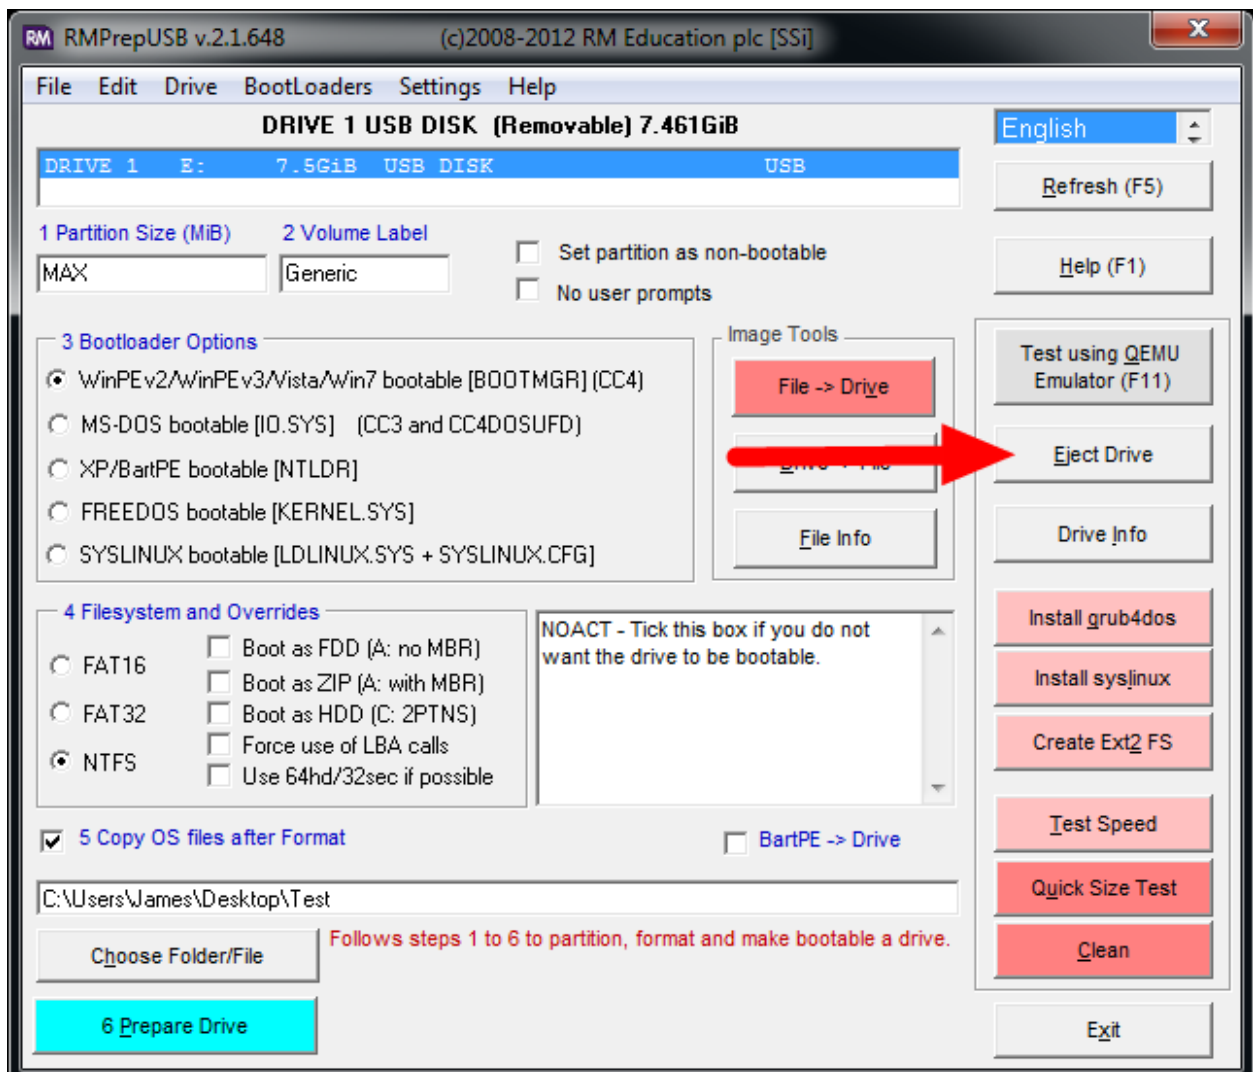 RM RMPrepUSB v.2.1.648 (c)2008-2012 RM Education plc [SSi] X
File Edit Drive BootLoaders Settings Help
DRIVE 1 USB DISK (Removable) 7.461GiB
English
DRIVE 1 E: 7.5GiB USB DISK USB
Refresh (F5)
1 Partition Size (MiB) 2 Volume Label
MAX Generic
Set partition as non-bootable
No user prompts
Help (F1)
3 Bootloader Options
WinPEv2/WinPEv3/Vista/Win7 bootable [BOOTMGR] (CC4)
MS-DOS bootable [IO.SYS] (CC3 and CC4DOSUFD)
XP/BartPE bootable [NTLDR]
FREEDOS bootable [KERNEL.SYS]
SYSLINUX bootable [LDLINUX.SYS + SYSLINUX.CFG]
Image Tools
File -> Drive
File Info
Test using QEMU
Emulator (F11)
Eject Drive
Drive Info
4 Filesystem and Overrides
FAT16
FAT32
NTFS
Boot as FDD (A: no MBR)
Boot as ZIP (A: with MBR)
Boot as HDD (C: 2PTNS)
Force use of LBA calls
Use 64hd/32sec if possible
NOACT - Tick this box if you do not
want the drive to be bootable.
Install grub4dos
Install syslinux
Create Ext2 FS
Test Speed
Quick Size Test
Clean
5 Copy OS files after Format
BartPE -> Drive
C:\Users\James\Desktop\Test
Choose Folder/File
Follows steps 1 to 6 to partition, format and make bootable a drive.
6 Prepare Drive
Exit